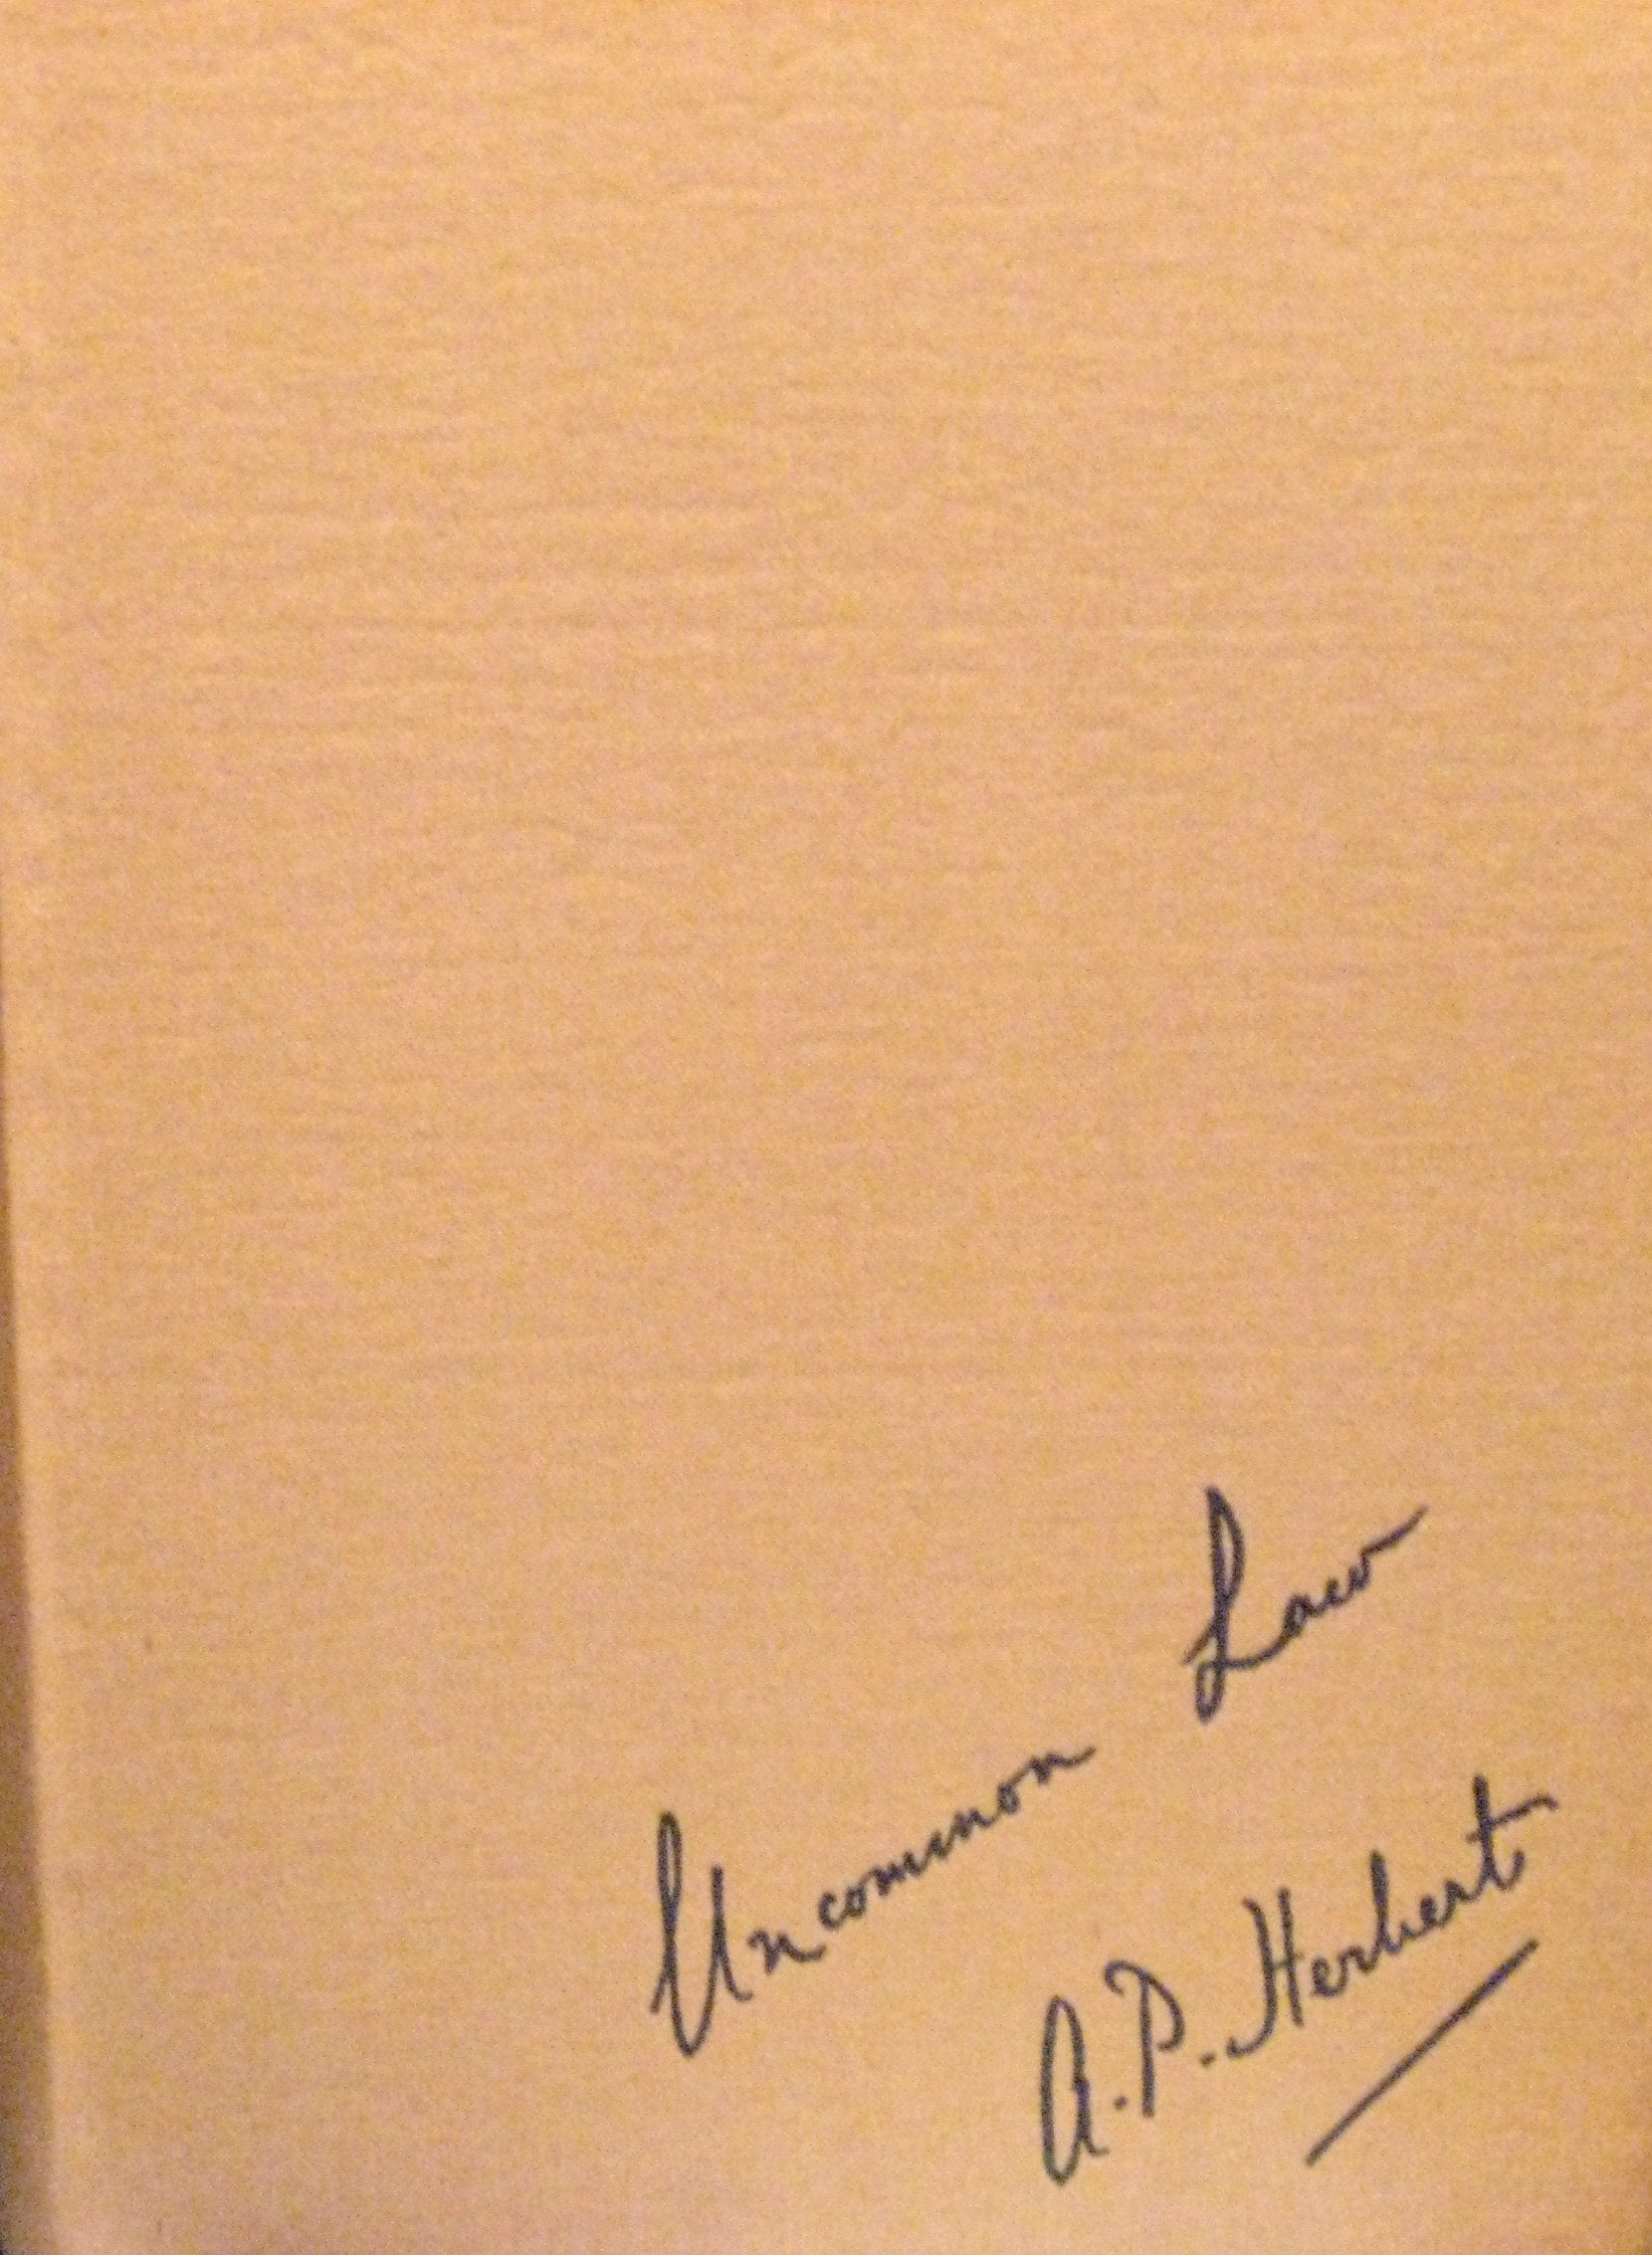 Uncommon Law
A.P. Herbert